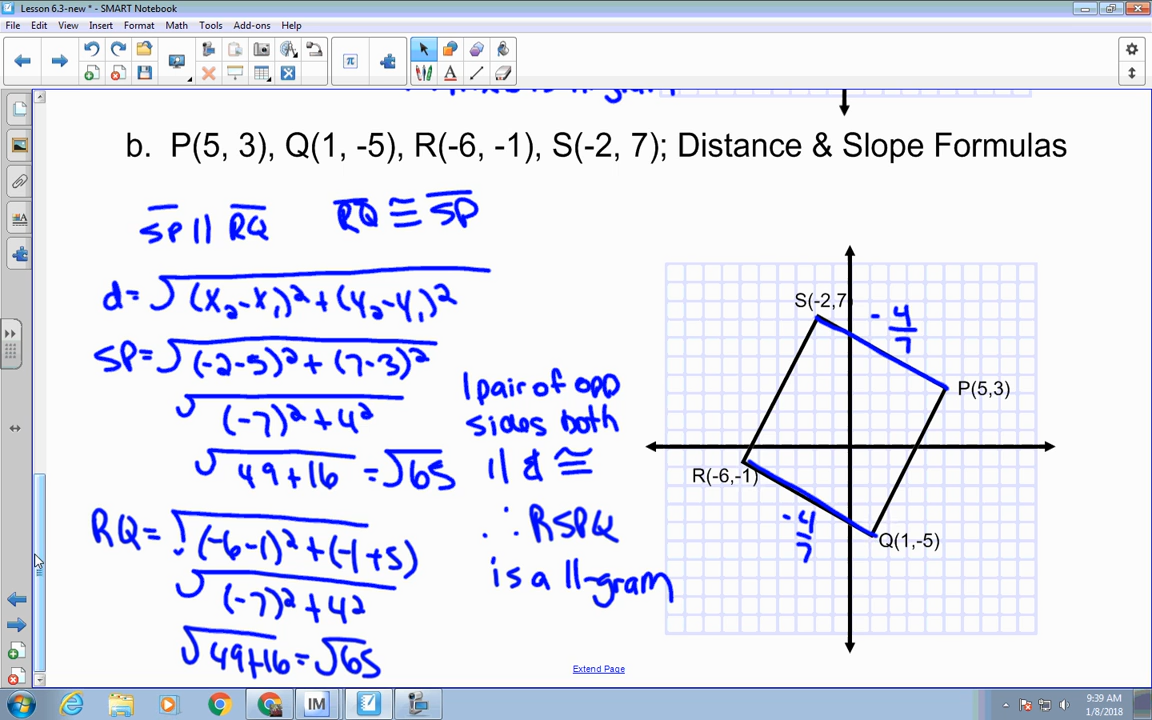 Lesson 6.3-new * - SMART Notebook
File Edit View Insert Format Math Tools Add-ons Help
b. P(5, 3), Q(1, -5), R(-6, -1), S(-2, 7); Distance & Slope Formulas
SP || RQ RQ ≅ SP
d = √(x₂-x₁)² + (y₂-y₁)²
SP = √(-2-5)² + (7-3)²
√(-7)² + 4²
√49+16 = √65
RQ = √(-6-1)² + (-1+5)
√(-7)² + 4²
√49+16 = √65
1 pair of opp
sides both
|| & ≅
∴ RSPQ
is a ||-gram
S(-2,7)
-4/7
P(5,3)
R(-6,-1)
-4/7
Q(1,-5)
Extend Page
IM
9:39 AM
1/8/2018